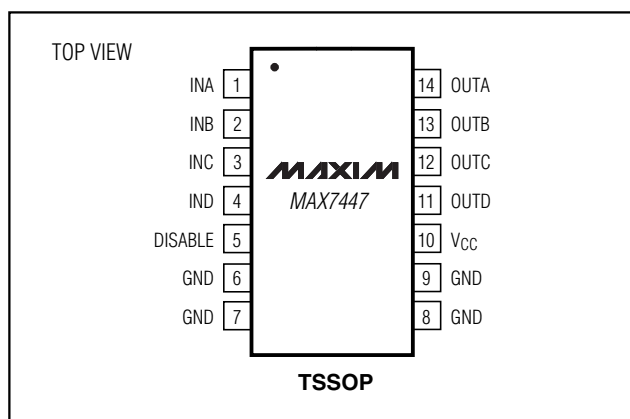 TOP VIEW
INA 1
INB 2
INC 3
IND 4
DISABLE 5
GND 6
GND 7
MAXIM
MAX7447
14 OUTA
13 OUTB
12 OUTC
11 OUTD
10 VCC
9 GND
8 GND
TSSOP